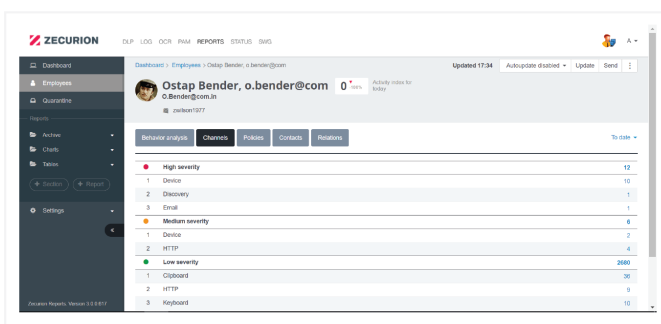 ZECURION
DLP LOG OCR PAM REPORTS STATUS SWG
A
Dashboard
Employees
Quarantine
Reports
Archive
Charts
Tables
+ Section + Report
Settings
Zecurion Reports. Version 3.0.9.817
Dashboard > Employees > Ostap Bender, o.bender@com
Updated 17:34 Autoupdate disabled Update Send
Ostap Bender, o.bender@com
0
Activity index for today
O.Bender@com.in
Behavior analysis Channels Policies Contacts Relations
To date
High severity 12
1 Device 10
2 Discovery 1
3 Email 1
Medium severity 6
1 Device 2
2 HTTP 4
Low severity 2680
1 Clipboard 36
2 HTTP 9
3 Keyboard 10